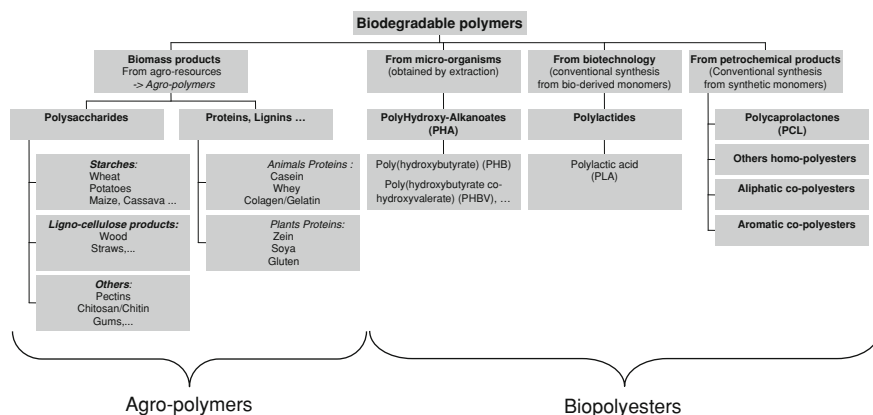 Biodegradable polymers
Biomass products
From agro-resources
-> Agro-polymers
From micro-organisms
(obtained by extraction)
From biotechnology
(conventional synthesis
from bio-derived monomers)
From petrochemical products
(Conventional synthesis
from synthetic monomers)
Polysaccharides
Proteins, Lignins ...
PolyHydroxy-Alkanoates
(PHA)
Polylactides
Polycaprolactones
(PCL)
Starches:
Wheat
Potatoes
Maize, Cassava ...
Animals Proteins :
Casein
Whey
Colagen/Gelatin
Poly(hydroxybutyrate) (PHB)
Poly(hydroxybutyrate co-
hydroxyvalerate) (PHBV), ...
Polylactic acid
(PLA)
Others homo-polyesters
Aliphatic co-polyesters
Aromatic co-polyesters
Ligno-cellulose products:
Wood
Straws,...
Plants Proteins:
Zein
Soya
Gluten
Others:
Pectins
Chitosan/Chitin
Gums,...
Agro-polymers
Biopolyesters